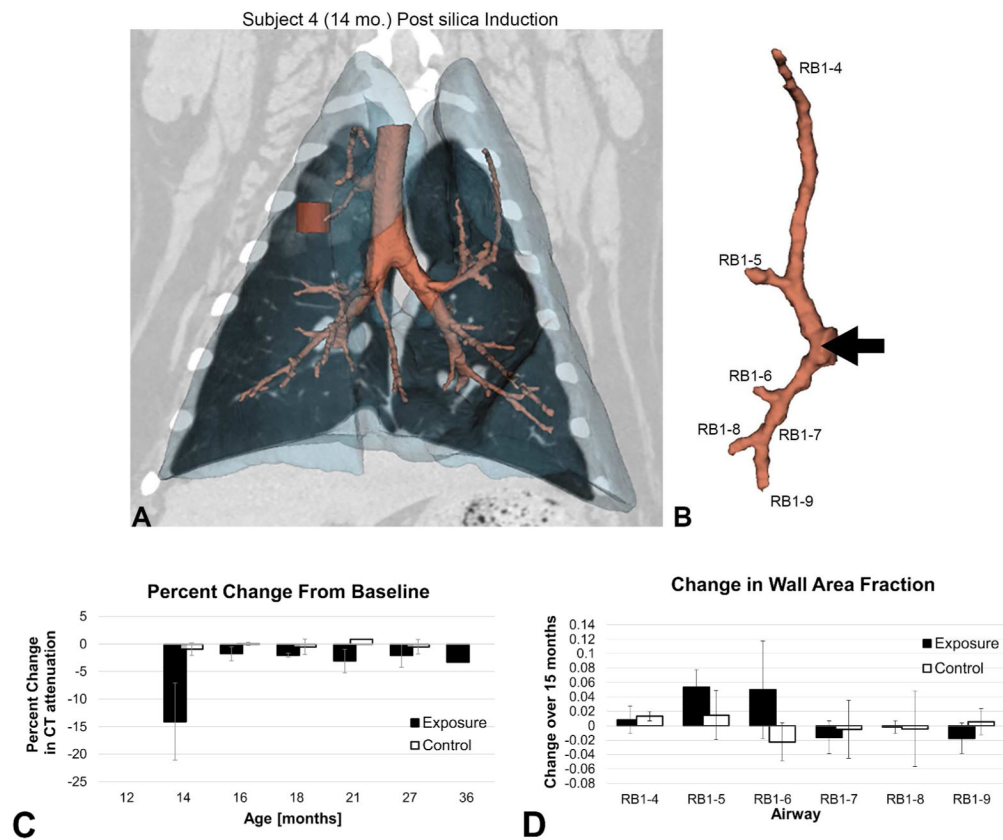 Subject 4 (14 mo.) Post silica Induction
A
RB1-4
RB1-5
RB1-6
RB1-8
RB1-7
RB1-9
B
Percent Change From Baseline
Percent Change
in CT attenuation
5
0
-5
-10
-15
-20
-25
Exposure
Control
12 14 16 18 21 27 36
Age [months]
C
Change in Wall Area Fraction
Change over 15 months
0.14
0.12
0.1
0.08
0.06
0.04
0.02
0
-0.02
-0.04
-0.06
-0.08
Exposure
Control
RB1-4 RB1-5 RB1-6 RB1-7 RB1-8 RB1-9
Airway
D